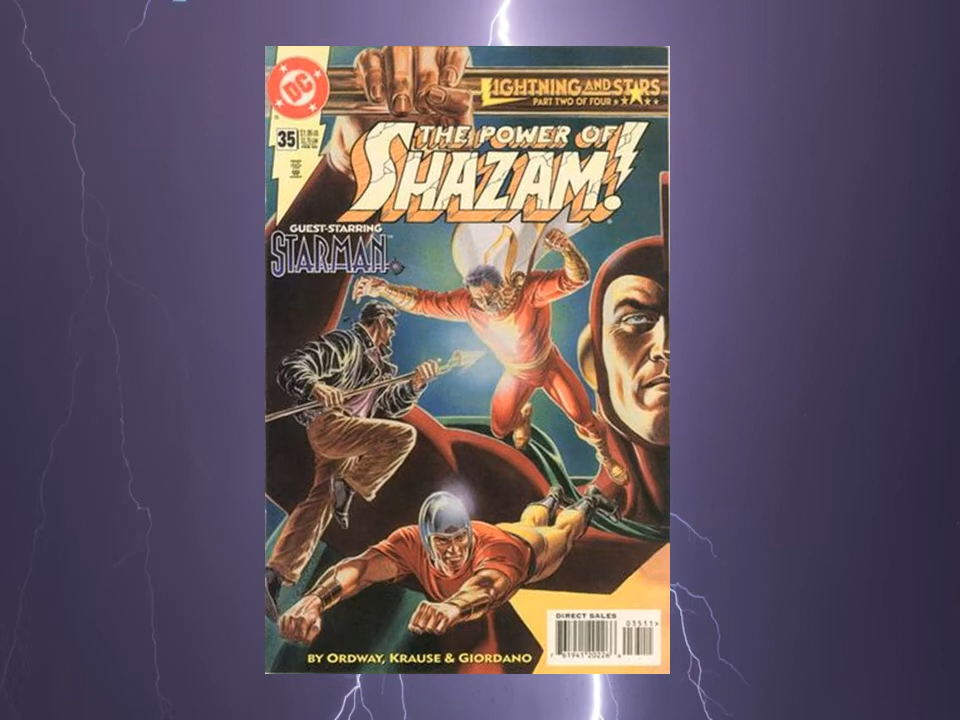 DC
LIGHTNING AND STARS
PART TWO OF FOUR
35
THE POWER OF
SHAZAM!
GUEST-STARRING
STARMAN
DIRECT SALES
03511>
BY ORDWAY, KRAUSE & GIORDANO